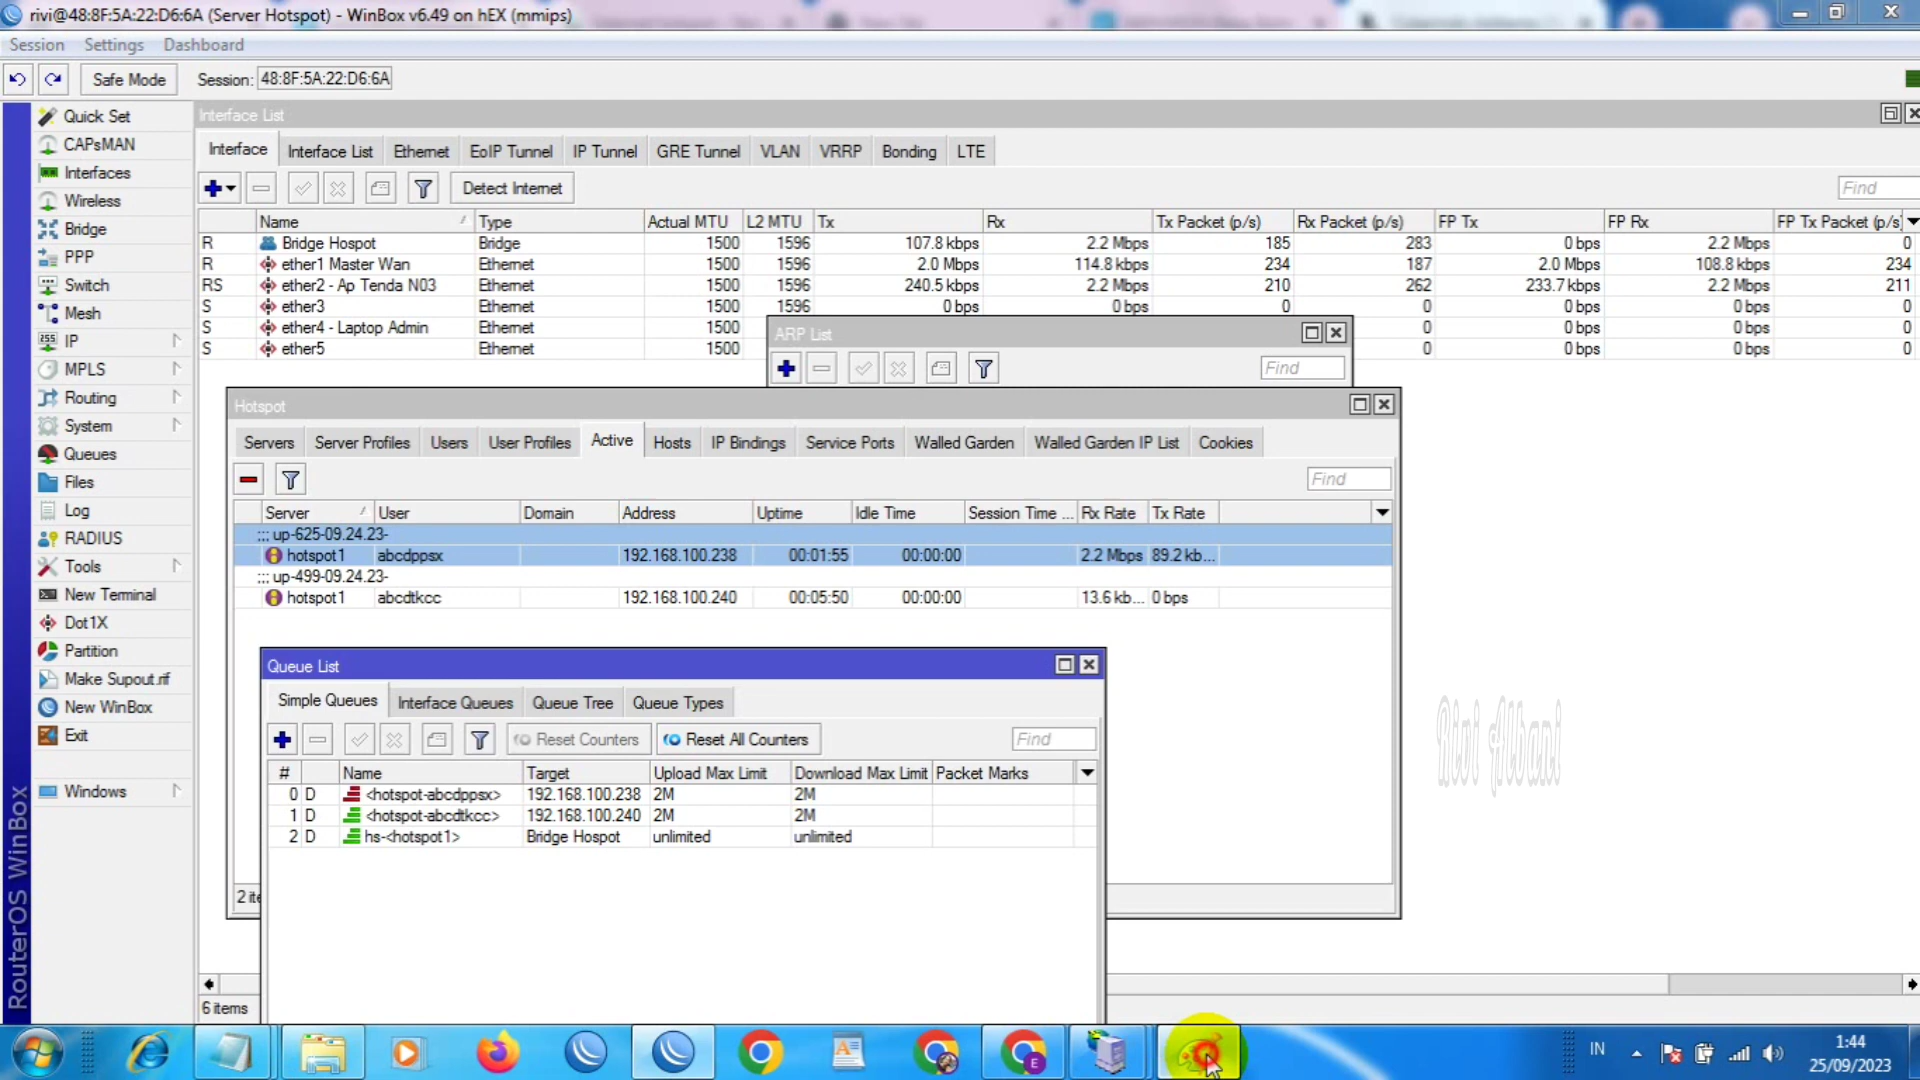 rivi@48:8F:5A:22:D6:6A (Server Hotspot) - WinBox v6.49 on hEX (mmips)
Session Settings Dashboard
Safe Mode Session: 48:8F:5A:22:D6:6A
Quick Set
CAPsMAN
Interfaces
Wireless
Bridge
PPP
Switch
Mesh
IP
MPLS
Routing
System
Queues
Files
Log
RADIUS
Tools
New Terminal
Dot1X
Partition
Make Supout.rif
New WinBox
Exit
Windows
RouterOS WinBox
Interface List
Interface Interface List Ethernet EoIP Tunnel IP Tunnel GRE Tunnel VLAN VRRP Bonding LTE
Detect Internet Find
Name Type Actual MTU L2 MTU Tx Rx Tx Packet (p/s) Rx Packet (p/s) FP Tx FP Rx FP Tx Packet (p/s)
R Bridge Hospot Bridge 1500 1596 107.8 kbps 2.2 Mbps 185 283 0 bps 2.2 Mbps 0
R ether1 Master Wan Ethernet 1500 1596 2.0 Mbps 114.8 kbps 234 187 2.0 Mbps 108.8 kbps 234
RS ether2 - Ap Tenda N03 Ethernet 1500 1596 240.5 kbps 2.2 Mbps 210 262 233.7 kbps 2.2 Mbps 211
S ether3 Ethernet 1500 1596 0 bps 0 bps 0 0 0 bps 0 bps 0
S ether4 - Laptop Admin Ethernet 1500 0 0 bps 0 bps 0
S ether5 Ethernet 1500 0 0 bps 0 bps 0
ARP List
Find
Hotspot
Servers Server Profiles Users User Profiles Active Hosts IP Bindings Service Ports Walled Garden Walled Garden IP List Cookies
Find
Server User Domain Address Uptime Idle Time Session Time ... Rx Rate Tx Rate
;;; up-625-09.24.23-
hotspot1 abcdppsx 192.168.100.238 00:01:55 00:00:00 2.2 Mbps 89.2 kb...
;;; up-499-09.24.23-
hotspot1 abcdtkcc 192.168.100.240 00:05:50 00:00:00 13.6 kb... 0 bps
Queue List
Simple Queues Interface Queues Queue Tree Queue Types
Reset Counters Reset All Counters Find
# Name Target Upload Max Limit Download Max Limit Packet Marks
0 D <hotspot-abcdppsx> 192.168.100.238 2M 2M
1 D <hotspot-abcdtkcc> 192.168.100.240 2M 2M
2 D hs-<hotspot1> Bridge Hospot unlimited unlimited
2 ite
Rivi Albani
6 items
IN
1:44
25/09/2023